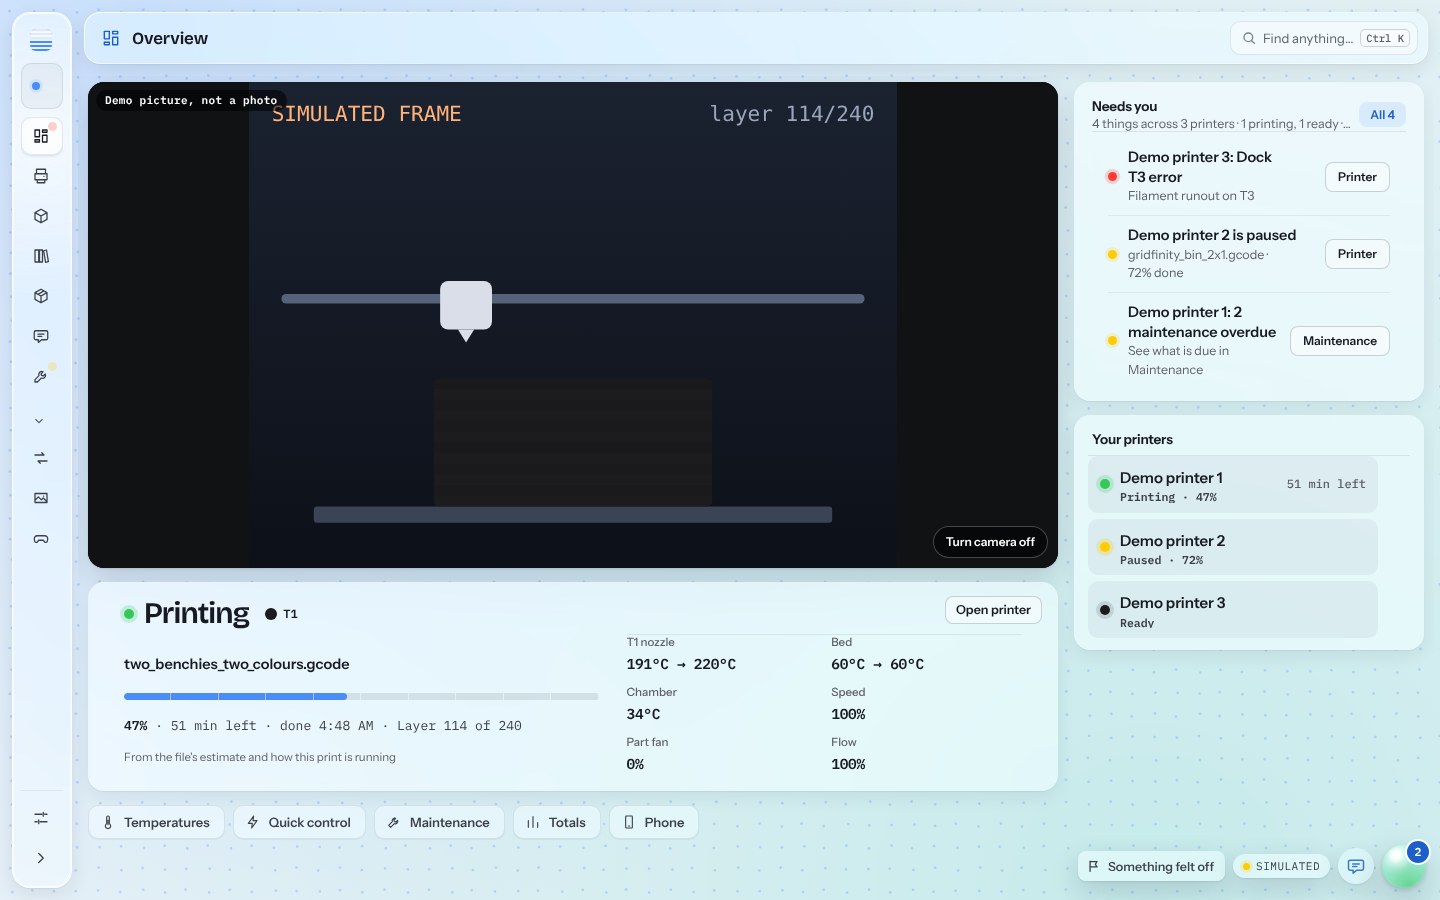 Overview
Find anything...
Ctrl K
Demo picture, not a photo
SIMULATED FRAME
layer 114/240
Turn camera off
Needs you
4 things across 3 printers · 1 printing, 1 ready ·...
All 4
Demo printer 3: Dock
T3 error
Filament runout on T3
Printer
Demo printer 2 is paused
gridfinity_bin_2x1.gcode ·
72% done
Printer
Demo printer 1: 2
maintenance overdue
See what is due in
Maintenance
Maintenance
Your printers
Demo printer 1
Printing · 47%
51 min left
Demo printer 2
Paused · 72%
Demo printer 3
Ready
Printing
T1
Open printer
two_benchies_two_colours.gcode
47% · 51 min left · done 4:48 AM · Layer 114 of 240
From the file's estimate and how this print is running
T1 nozzle
191°C → 220°C
Bed
60°C → 60°C
Chamber
34°C
Speed
100%
Part fan
0%
Flow
100%
Temperatures
Quick control
Maintenance
Totals
Phone
Something felt off
SIMULATED
2